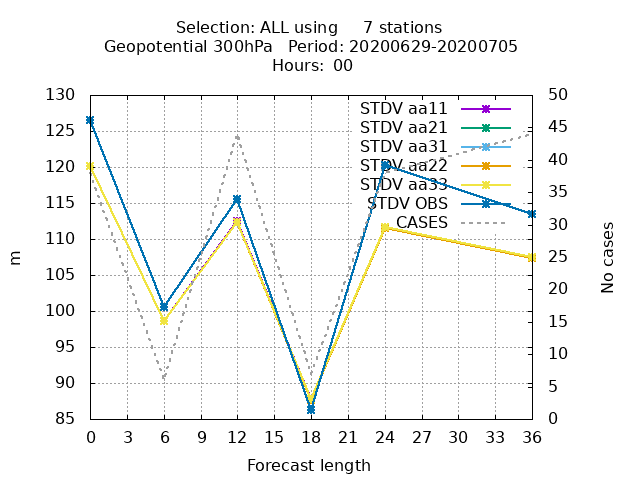 Selection: ALL using 7 stations
Geopotential 300hPa Period: 20200629-20200705
Hours: 00
130
125
120
115
110
105
100
95
90
85
m
STDV aa11
STDV aa21
STDV aa31
STDV aa22
STDV aa33
STDV OBS
CASES
50
45
40
35
30
25
20
15
10
5
0
No cases
0 3 6 9 12 15 18 21 24 27 30 33 36
Forecast length